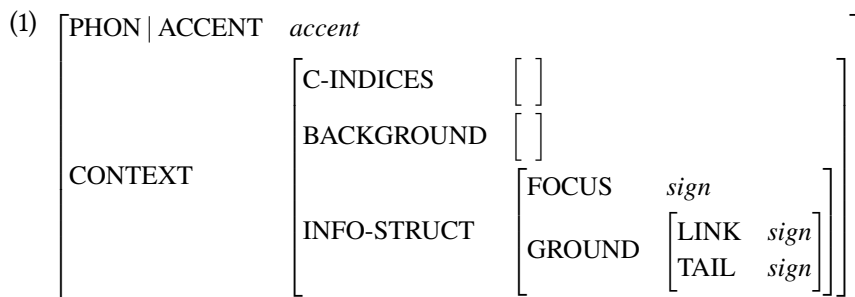 (1) PHON | ACCENT accent
C-INDICES [ ]
BACKGROUND [ ]
CONTEXT
FOCUS sign
INFO-STRUCT
GROUND
LINK sign
TAIL sign